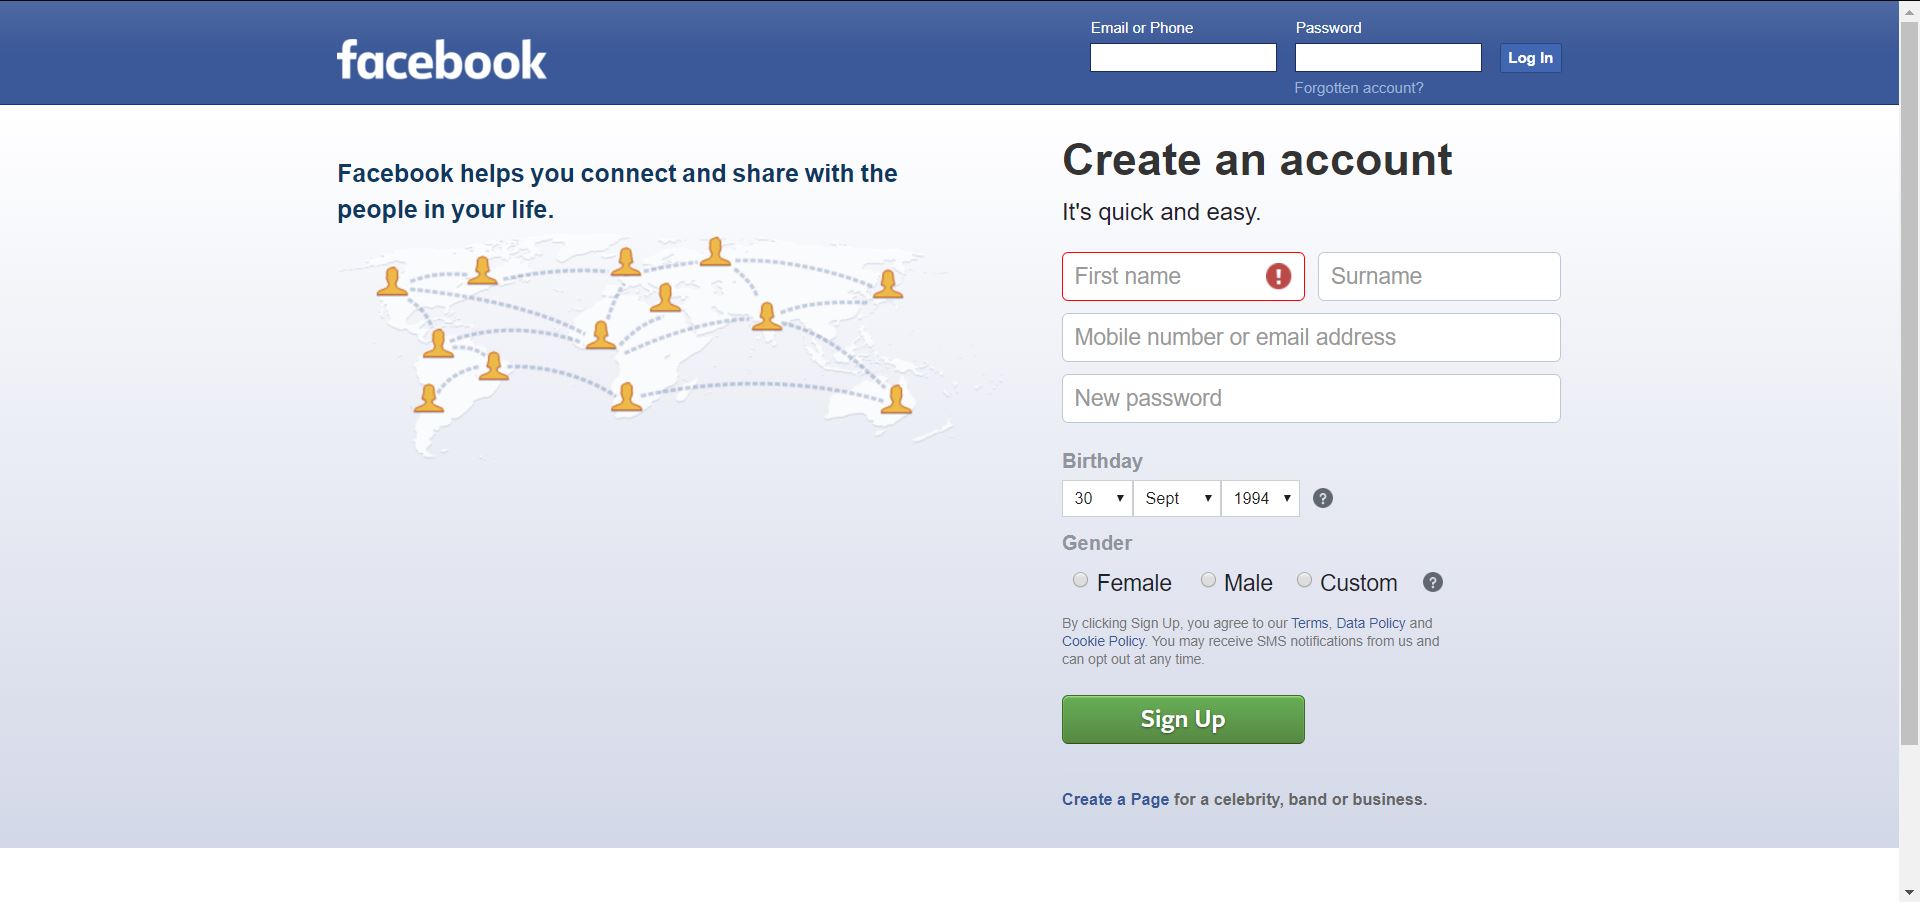 facebook
Email or Phone
Password
Log In
Forgotten account?
Facebook helps you connect and share with the
people in your life.
Create an account
It's quick and easy.
First name
Surname
Mobile number or email address
New password
Birthday
30
Sept
1994
?
Gender
Female
Male
Custom
?
By clicking Sign Up, you agree to our Terms, Data Policy and
Cookie Policy. You may receive SMS notifications from us and
can opt out at any time.
Sign Up
Create a Page for a celebrity, band or business.